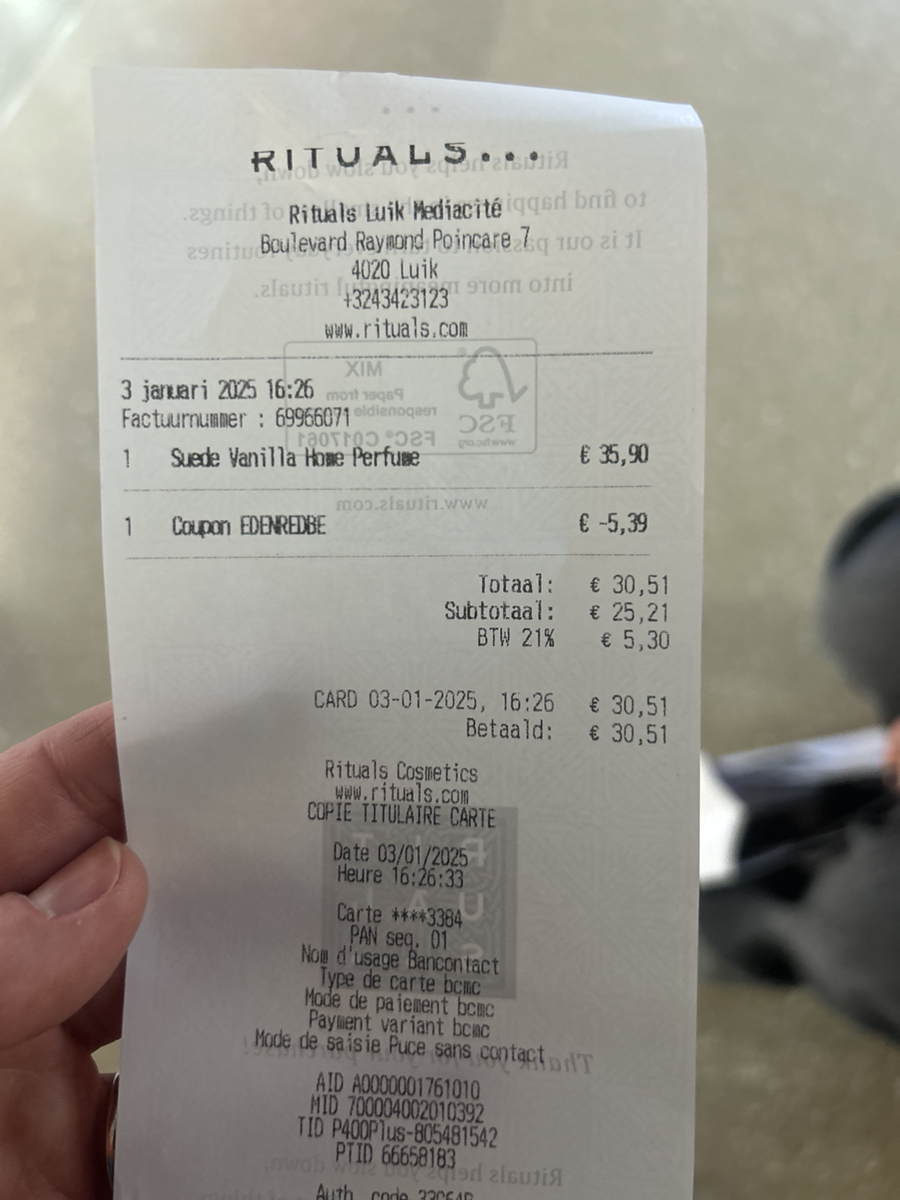 RITUALS...
Rituals Luik Mediacité
Boulevard Raymond Poincare 7
4020 Luik
+3243423123
www.rituals.com
3 januari 2025 16:26
Factuurnummer : 69966071
1 Suede Vanilla Home Perfume € 35,90
1 Coupon EDENREDBE € -5,39
Totaal: € 30,51
Subtotaal: € 25,21
BTW 21% € 5,30
CARD 03-01-2025, 16:26 € 30,51
Betaald: € 30,51
Rituals Cosmetics
www.rituals.com
COPIE TITULAIRE CARTE
Date 03/01/2025
Heure 16:26:33
Carte ****3384
PAN seq. 01
Nom d'usage Bancontact
Type de carte bcmc
Mode de paiement bcmc
Payment variant bcmc
Mode de saisie Puce sans contact
AID A0000001761010
MID 700004002010392
TID P400Plus-805481542
PTID 66658183
Auth. code